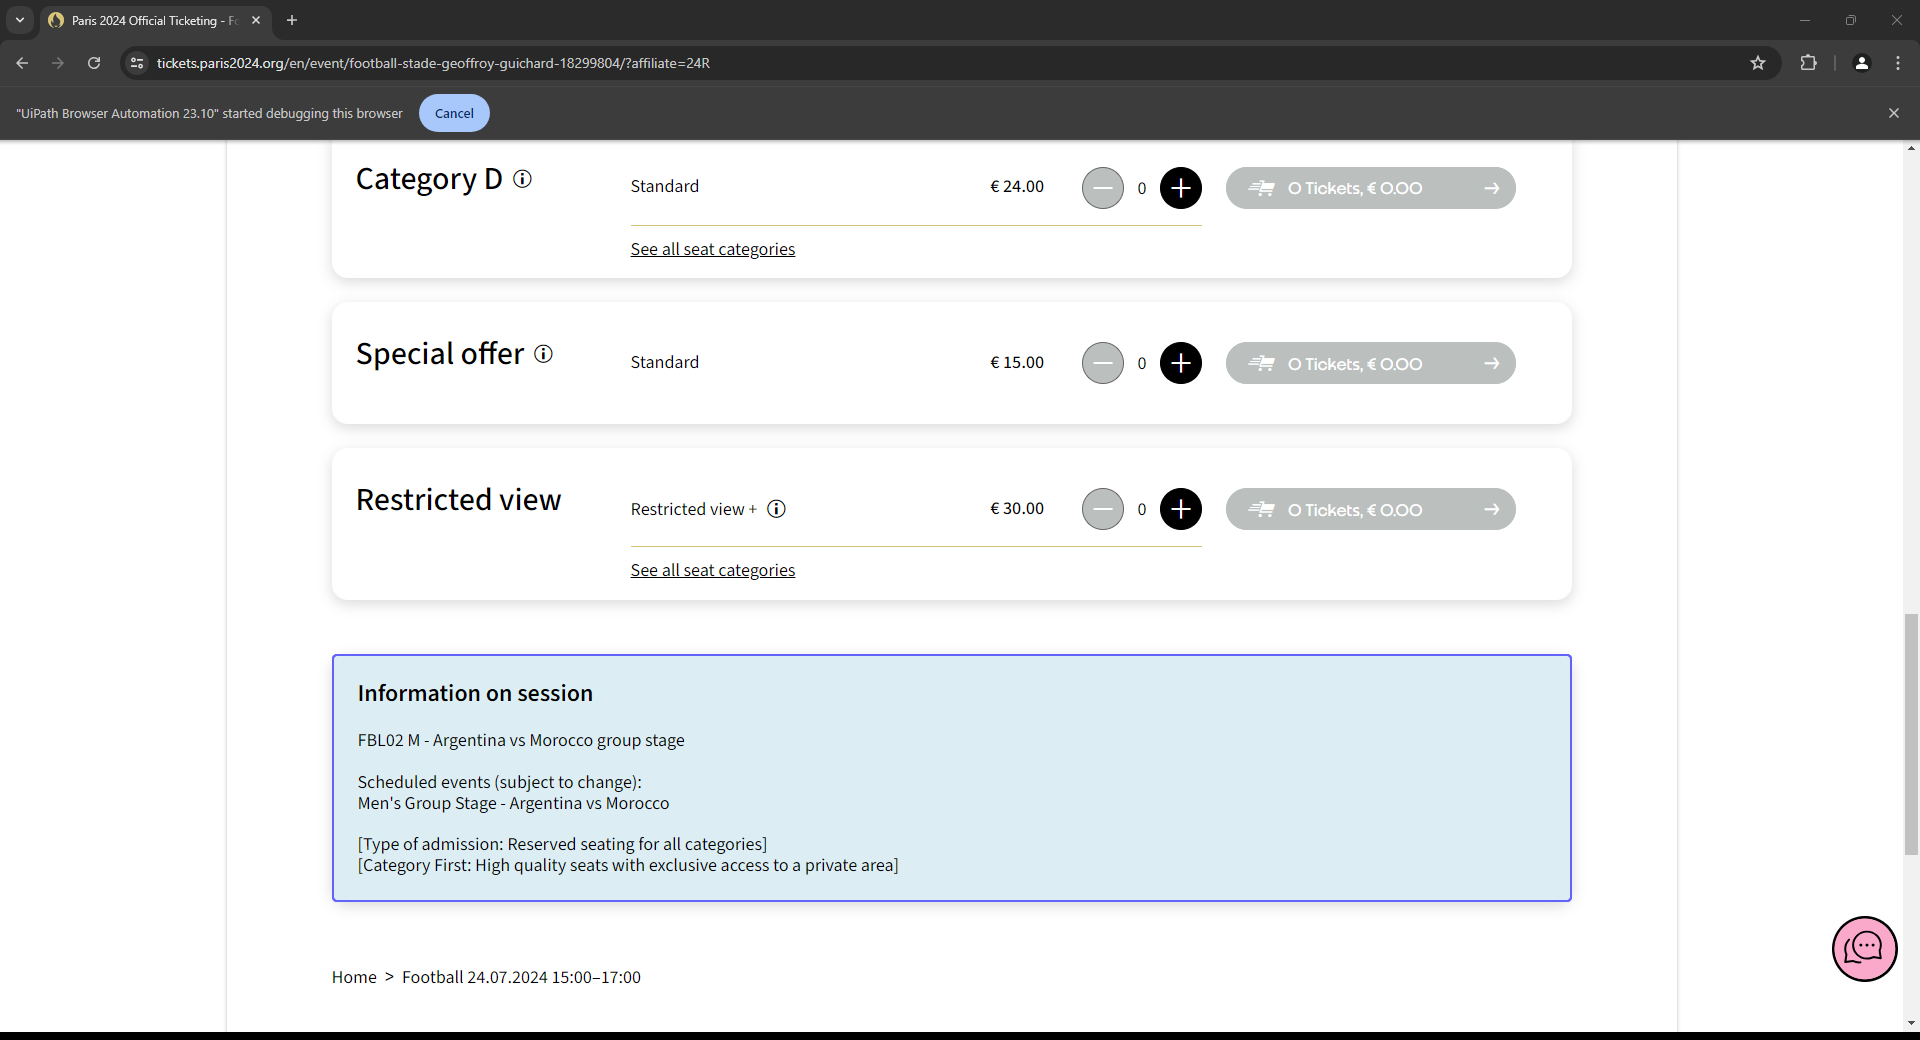 Paris 2024 Official Ticketing - Fo
tickets.paris2024.org/en/event/football-stade-geoffroy-guichard-18299804/?affiliate=24R
"UiPath Browser Automation 23.10" started debugging this browser
Cancel
Category D
Standard
€ 24.00
0
0 Tickets, € 0.00
See all seat categories
Special offer
Standard
€ 15.00
0
0 Tickets, € 0.00
Restricted view
Restricted view +
€ 30.00
0
0 Tickets, € 0.00
See all seat categories
Information on session
FBL02 M - Argentina vs Morocco group stage
Scheduled events (subject to change):
Men's Group Stage - Argentina vs Morocco
[Type of admission: Reserved seating for all categories]
[Category First: High quality seats with exclusive access to a private area]
Home > Football 24.07.2024 15:00–17:00